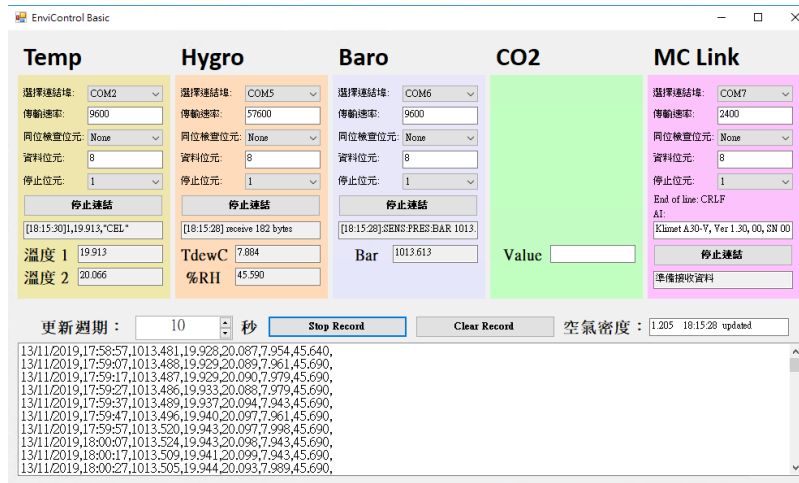 EnviControl Basic
Temp
Hygro
Baro
CO2
MC Link
選擇連結埠: COM2
傳輸速率: 9600
同位檢查位元: None
資料位元: 8
停止位元: 1
停止連結
[18:15:30]1,19.913,"CEL"
溫度 1 19.913
溫度 2 20.066
選擇連結埠: COM5
傳輸速率: 57600
同位檢查位元: None
資料位元: 8
停止位元: 1
停止連結
[18:15:28] receive 182 bytes
TdewC 7.884
%RH 45.590
選擇連結埠: COM6
傳輸速率: 9600
同位檢查位元: None
資料位元: 8
停止位元: 1
停止連結
[18:15:28]:SENS:PRES:BAR 1013.
Bar 1013.613
Value
選擇連結埠: COM7
傳輸速率: 2400
同位檢查位元: None
資料位元: 8
停止位元: 1
End of line: CRLF
AI:
Klimet A30-V, Ver 1.30, 00, SN 00
停止連結
準備接收資料
更新週期： 10 秒 Stop Record Clear Record 空氣密度： 1.205 18:15:28 updated
13/11/2019,17:58:57,1013.481,19.928,20.087,7.954,45.640,
13/11/2019,17:59:07,1013.488,19.929,20.089,7.961,45.690,
13/11/2019,17:59:17,1013.487,19.929,20.090,7.979,45.690,
13/11/2019,17:59:27,1013.486,19.933,20.088,7.979,45.690,
13/11/2019,17:59:37,1013.489,19.937,20.094,7.943,45.690,
13/11/2019,17:59:47,1013.496,19.940,20.097,7.961,45.690,
13/11/2019,17:59:57,1013.520,19.943,20.097,7.998,45.690,
13/11/2019,18:00:07,1013.524,19.943,20.098,7.943,45.690,
13/11/2019,18:00:17,1013.509,19.941,20.099,7.943,45.690,
13/11/2019,18:00:27,1013.505,19.944,20.093,7.989,45.690,